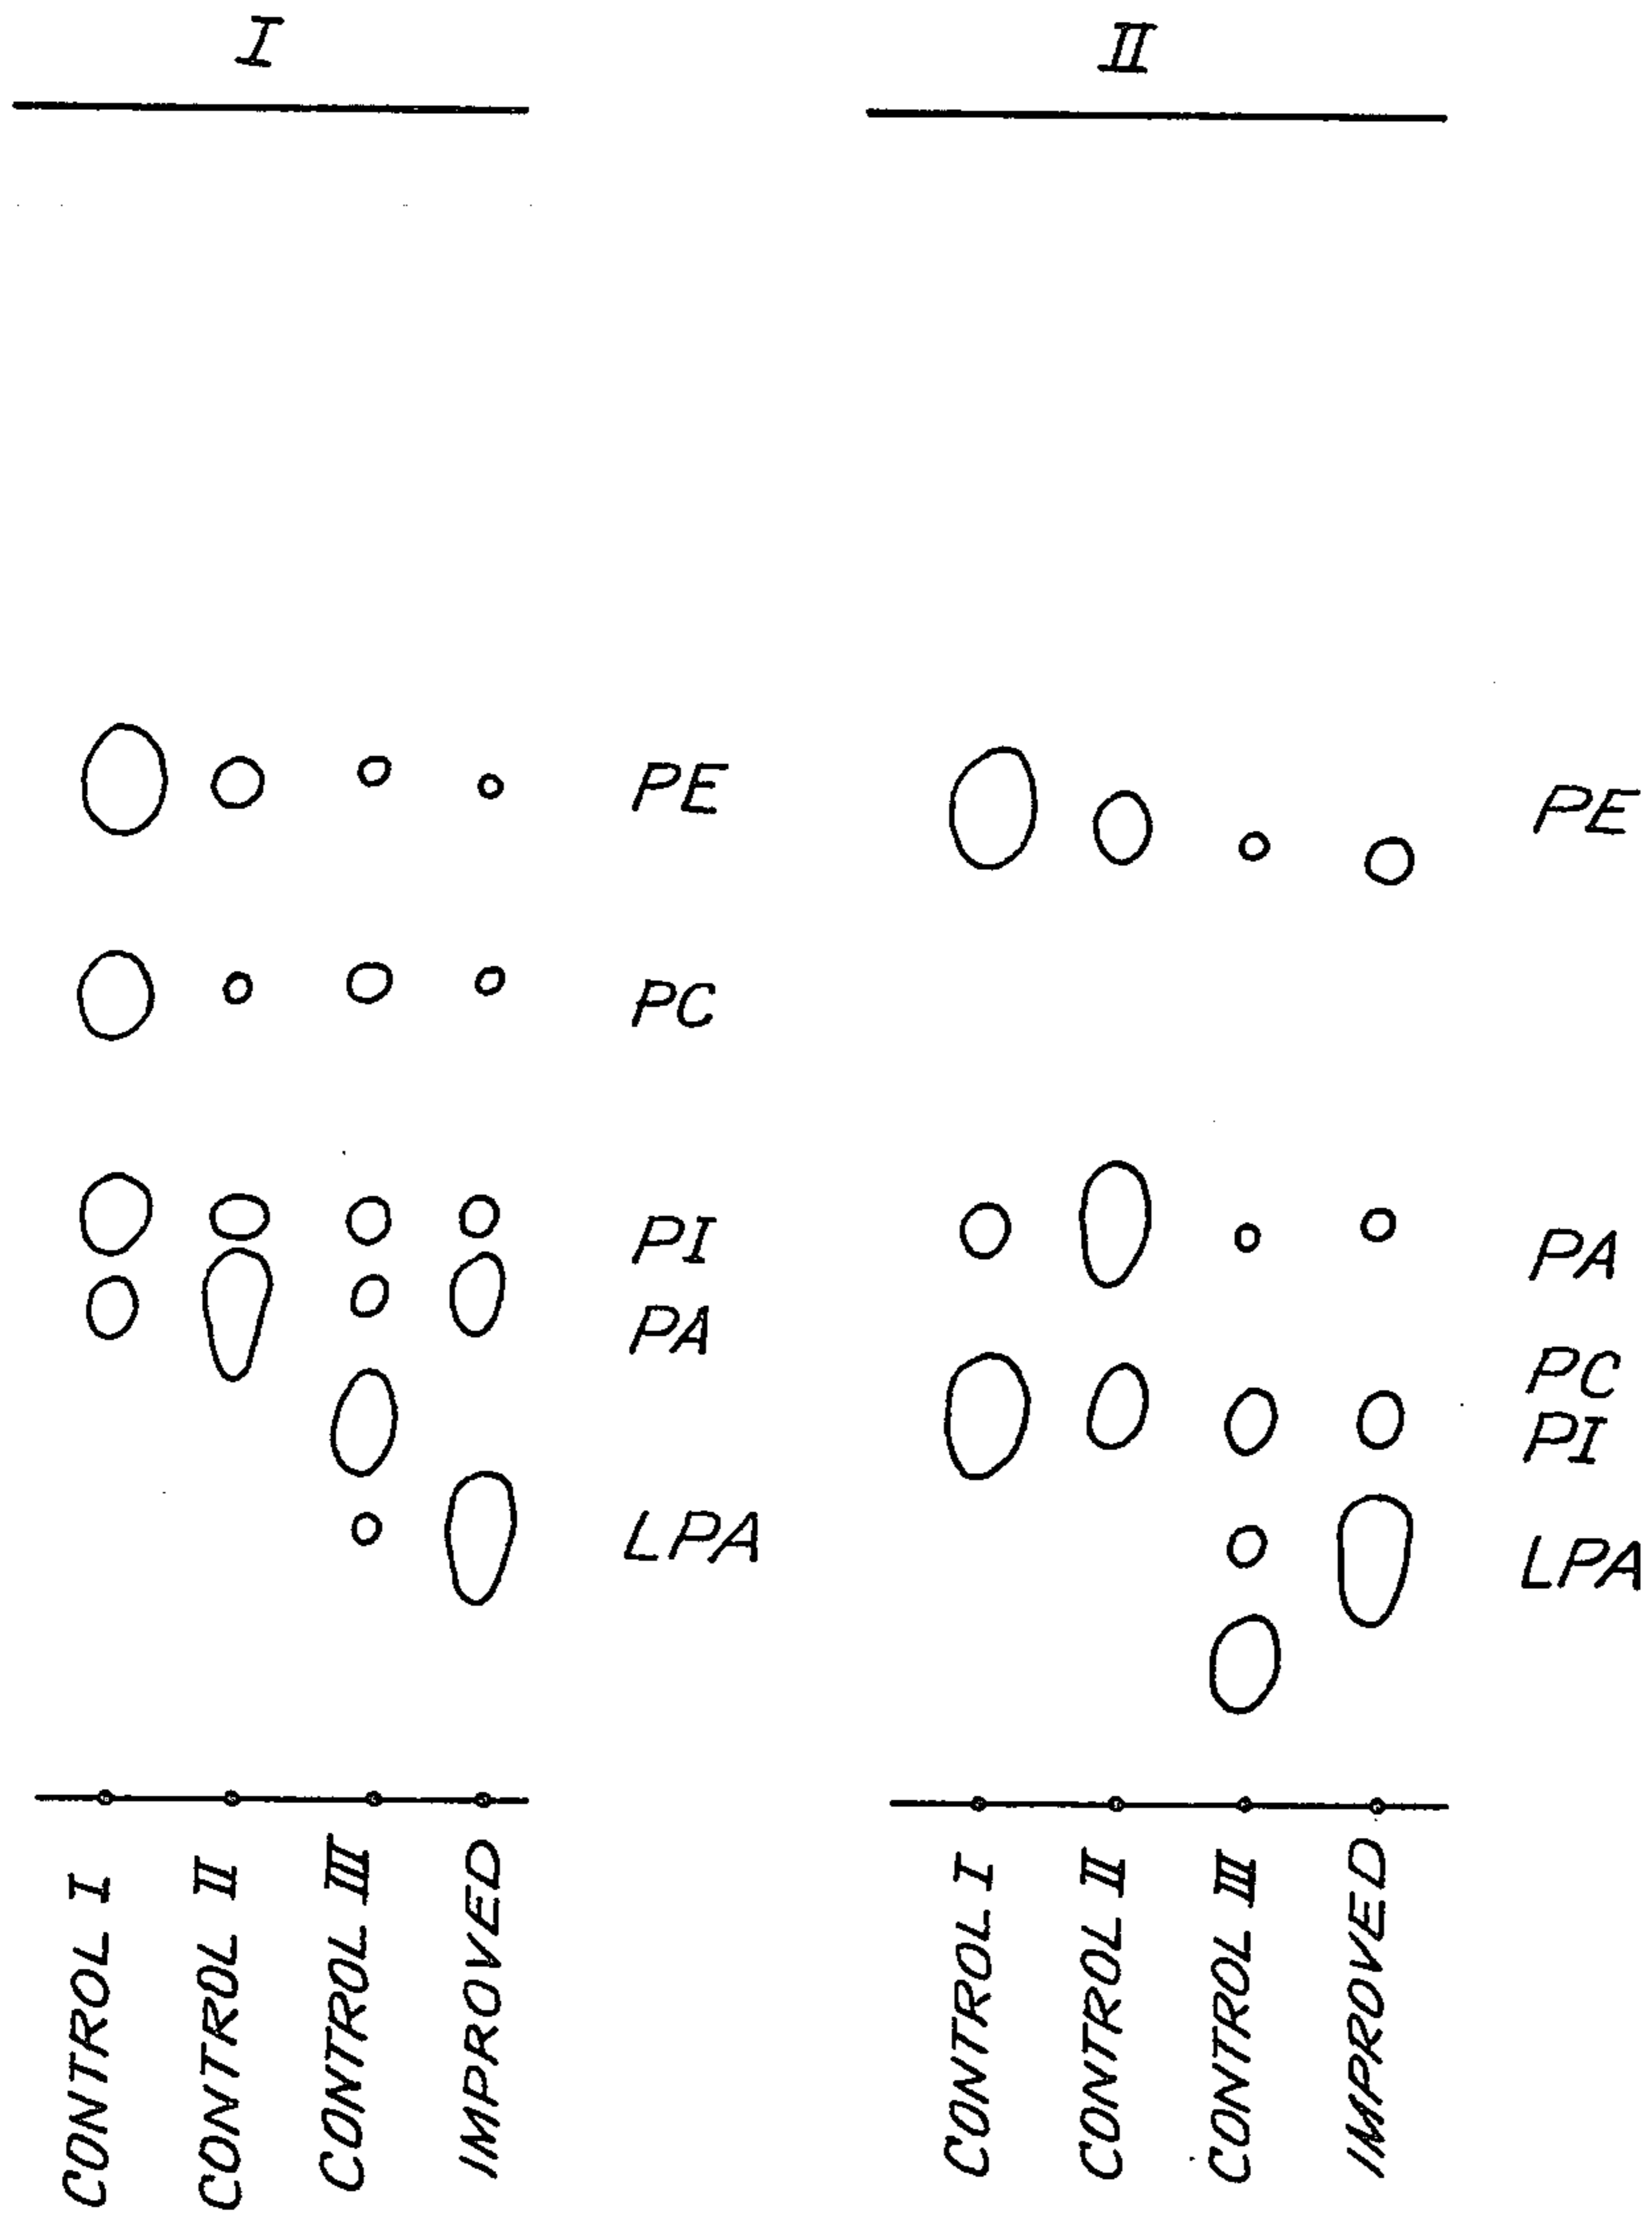 I
II
PE
PE
PC
PI
PA
PA
PC
PI
LPA
LPA
CONTROL I
CONTROL II
CONTROL III
IMPROVED
CONTROL I
CONTROL II
CONTROL III
IMPROVED